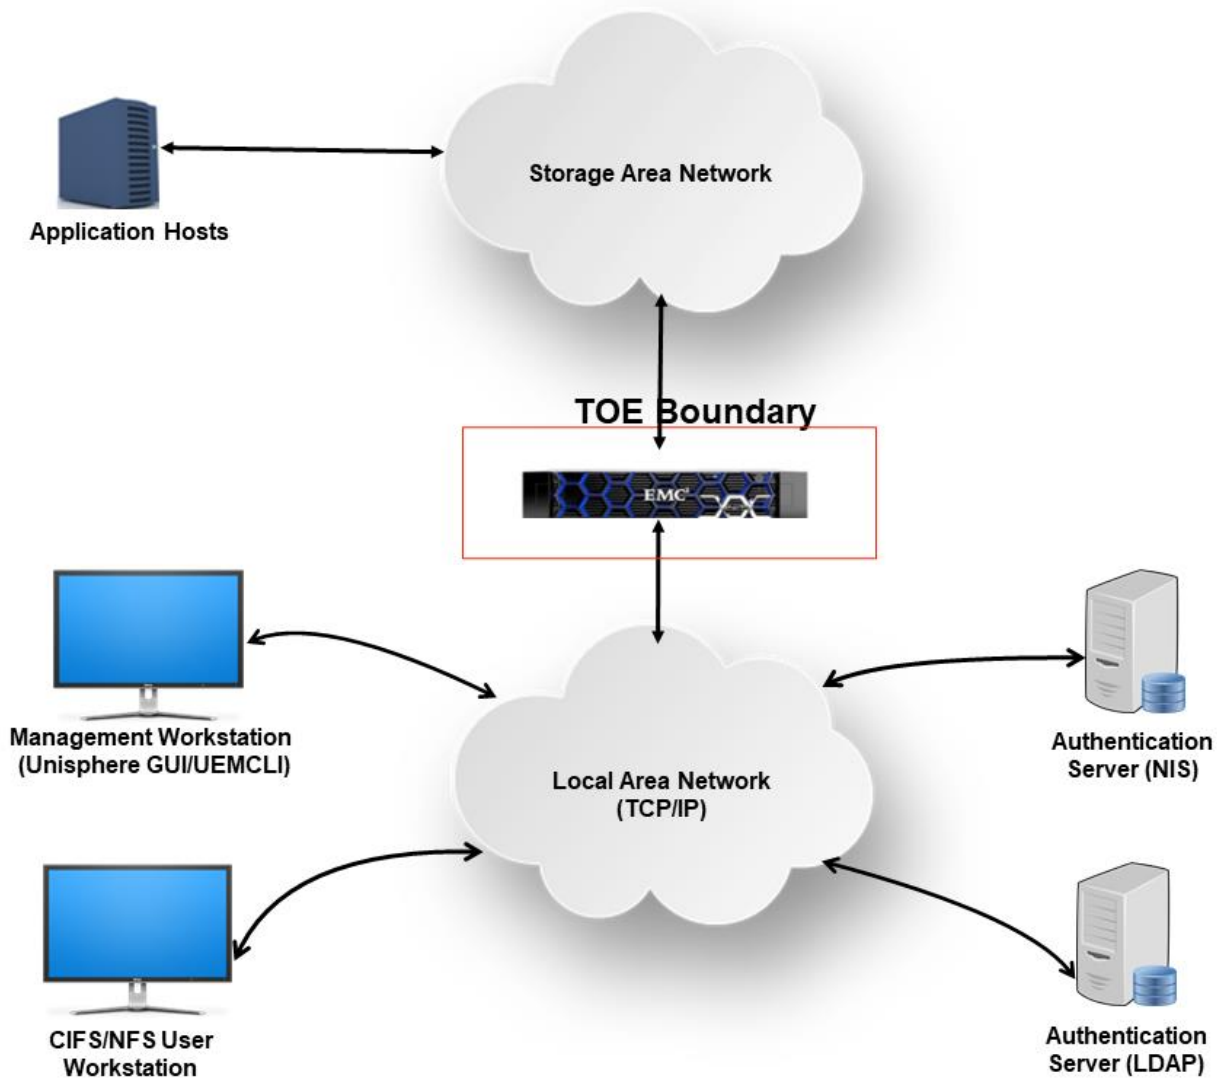 Storage Area Network
Application Hosts
TOE Boundary
EMC²
Management Workstation
(Unisphere GUI/UEMCLI)
Authentication
Server (NIS)
Local Area Network
(TCP/IP)
CIFS/NFS User
Workstation
Authentication
Server (LDAP)